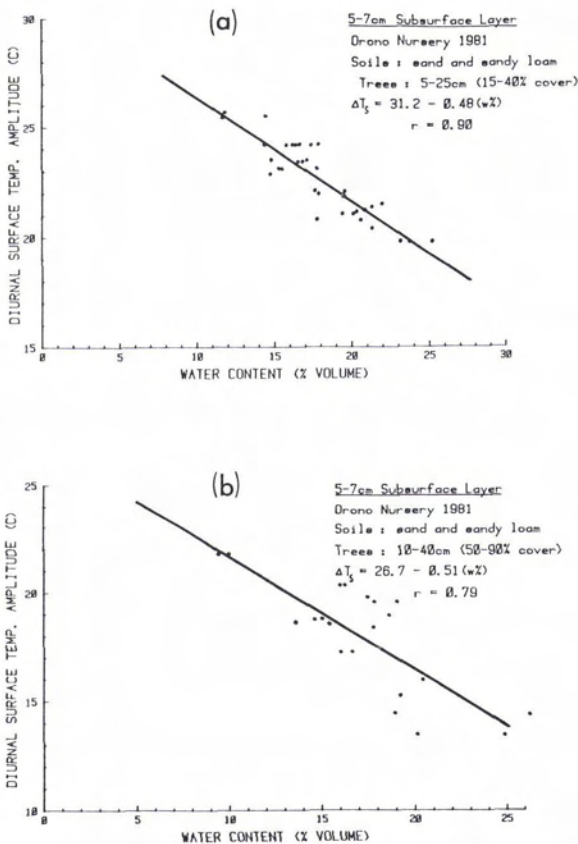 (a)
5-7cm Subsurface Layer
Orono Nursery 1981
Soils : sand and sandy loam
Trees : 5-25cm (15-40% cover)
ΔTs = 31.2 - 0.48(w%)
r = 0.90
DIURNAL SURFACE TEMP. AMPLITUDE (C)
30
25
20
15
0 5 10 15 20 25 30
WATER CONTENT (% VOLUME)
(b)
5-7cm Subsurface Layer
Orono Nursery 1981
Soils : sand and sandy loam
Trees : 10-40cm (50-90% cover)
ΔTs = 26.7 - 0.51(w%)
r = 0.79
DIURNAL SURFACE TEMP. AMPLITUDE (C)
25
20
15
10
0 5 10 15 20 25
WATER CONTENT (% VOLUME)